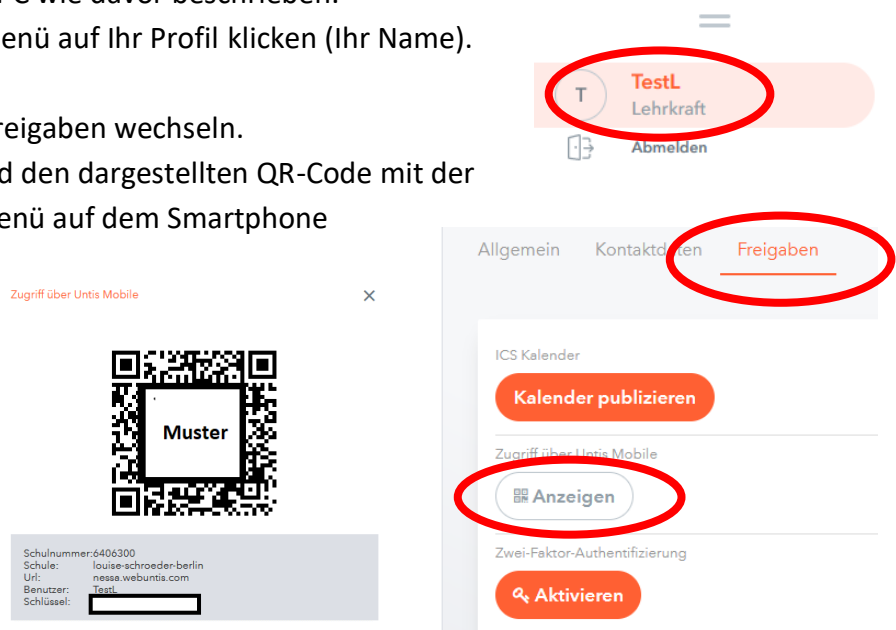 PC wie davor beschrieben.
enü auf Ihr Profil klicken (Ihr Name).
reigaben wechseln.
d den dargestellten QR-Code mit der
enü auf dem Smartphone
T
TestL
Lehrkraft
Abmelden
Allgemein Kontaktdaten Freigaben
ICS Kalender
Kalender publizieren
Zugriff über Untis Mobile
Anzeigen
Zwei-Faktor-Authentifizierung
Aktivieren
Zugriff über Untis Mobile
Muster
Schulnummer:6406300
Schule: louise-schroeder-berlin
Url: nessa.webuntis.com
Benutzer: TestL
Schlüssel: